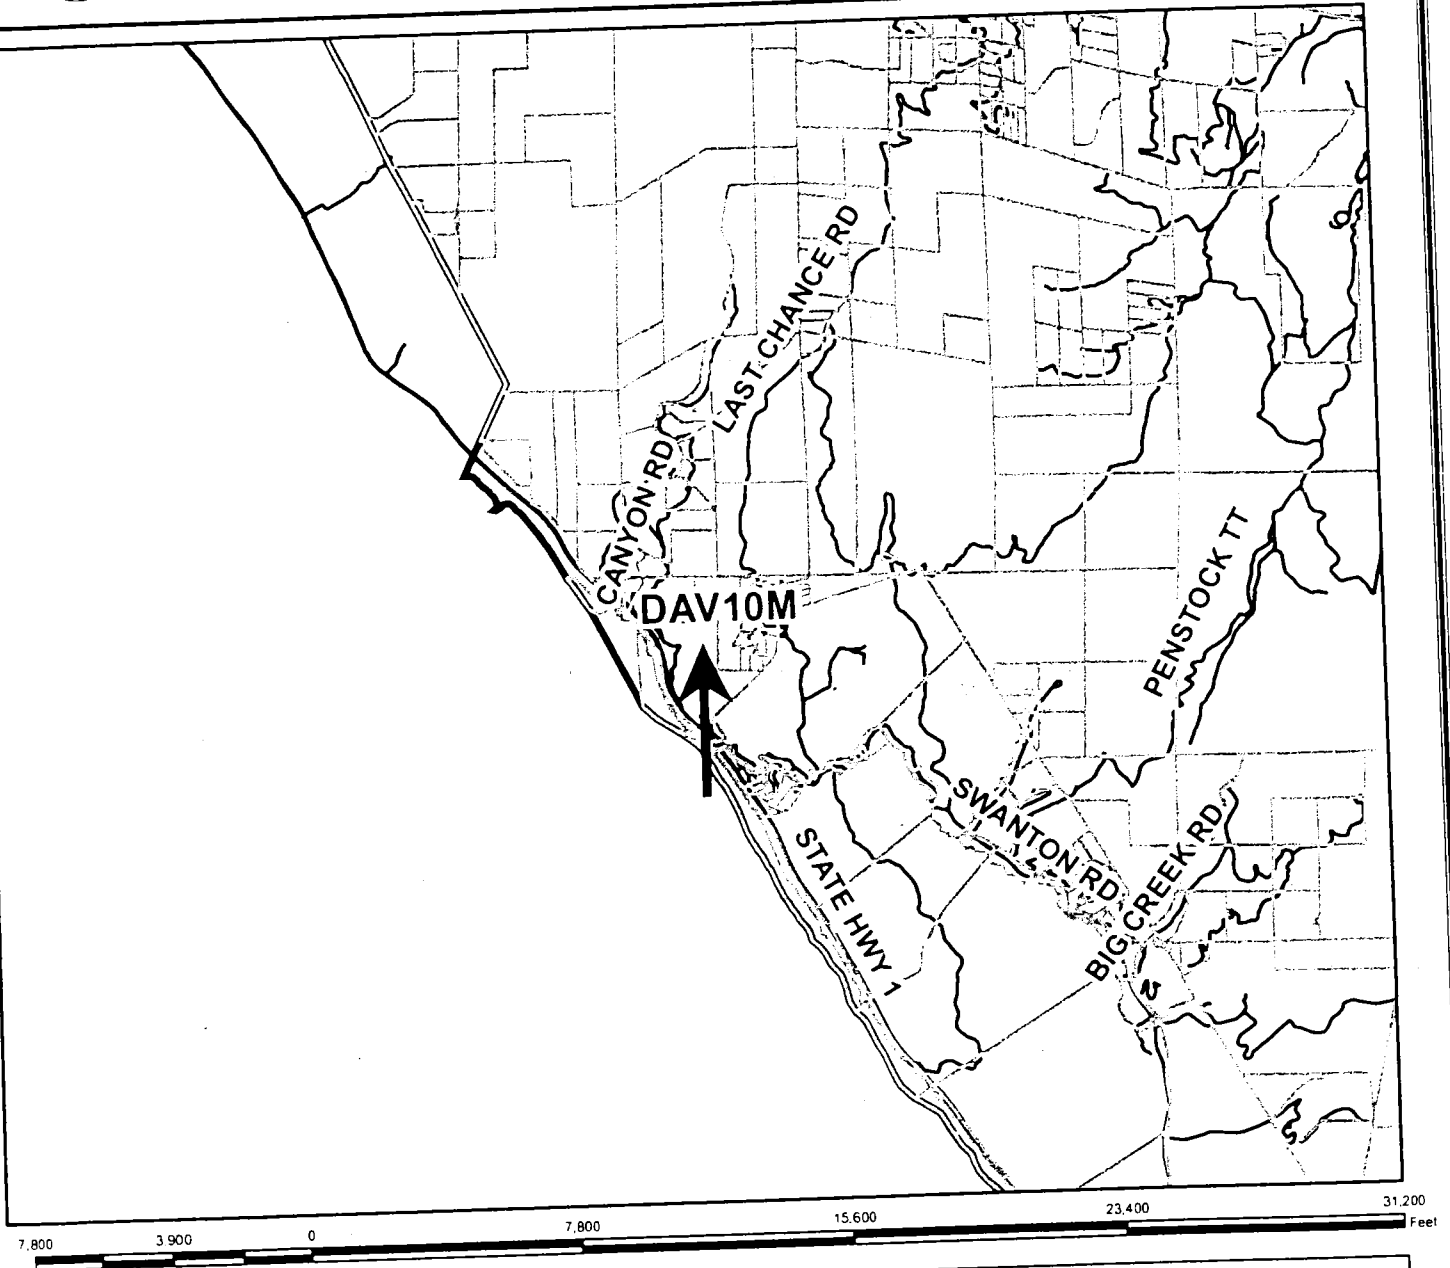 LAST CHANCE RD
CANYON RD
PENSTOCK TT
DAV10M
SWANTON RD
BIG CREEK RD
STATE HWY 1
7,800 3 900 0 7,800 15.600 23,400 31.200
Feet